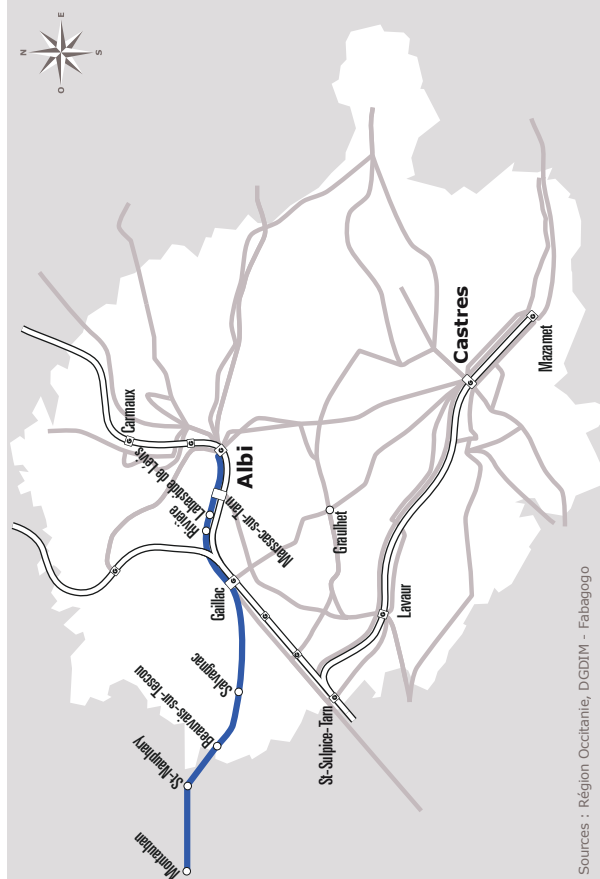 N
E
S
O
Carmaux
Albi
Labastide de Lévis
Rivière
Marssac-sur-Tarn
Gaillac
Graulhet
Castres
Mazamet
Lavaur
Salvagnac
Beauvais-sur-Tescou
St-Nauphary
Montauban
St-Sulpice-Tarn
Sources : Région Occitanie, DGDIM - Fabagogo